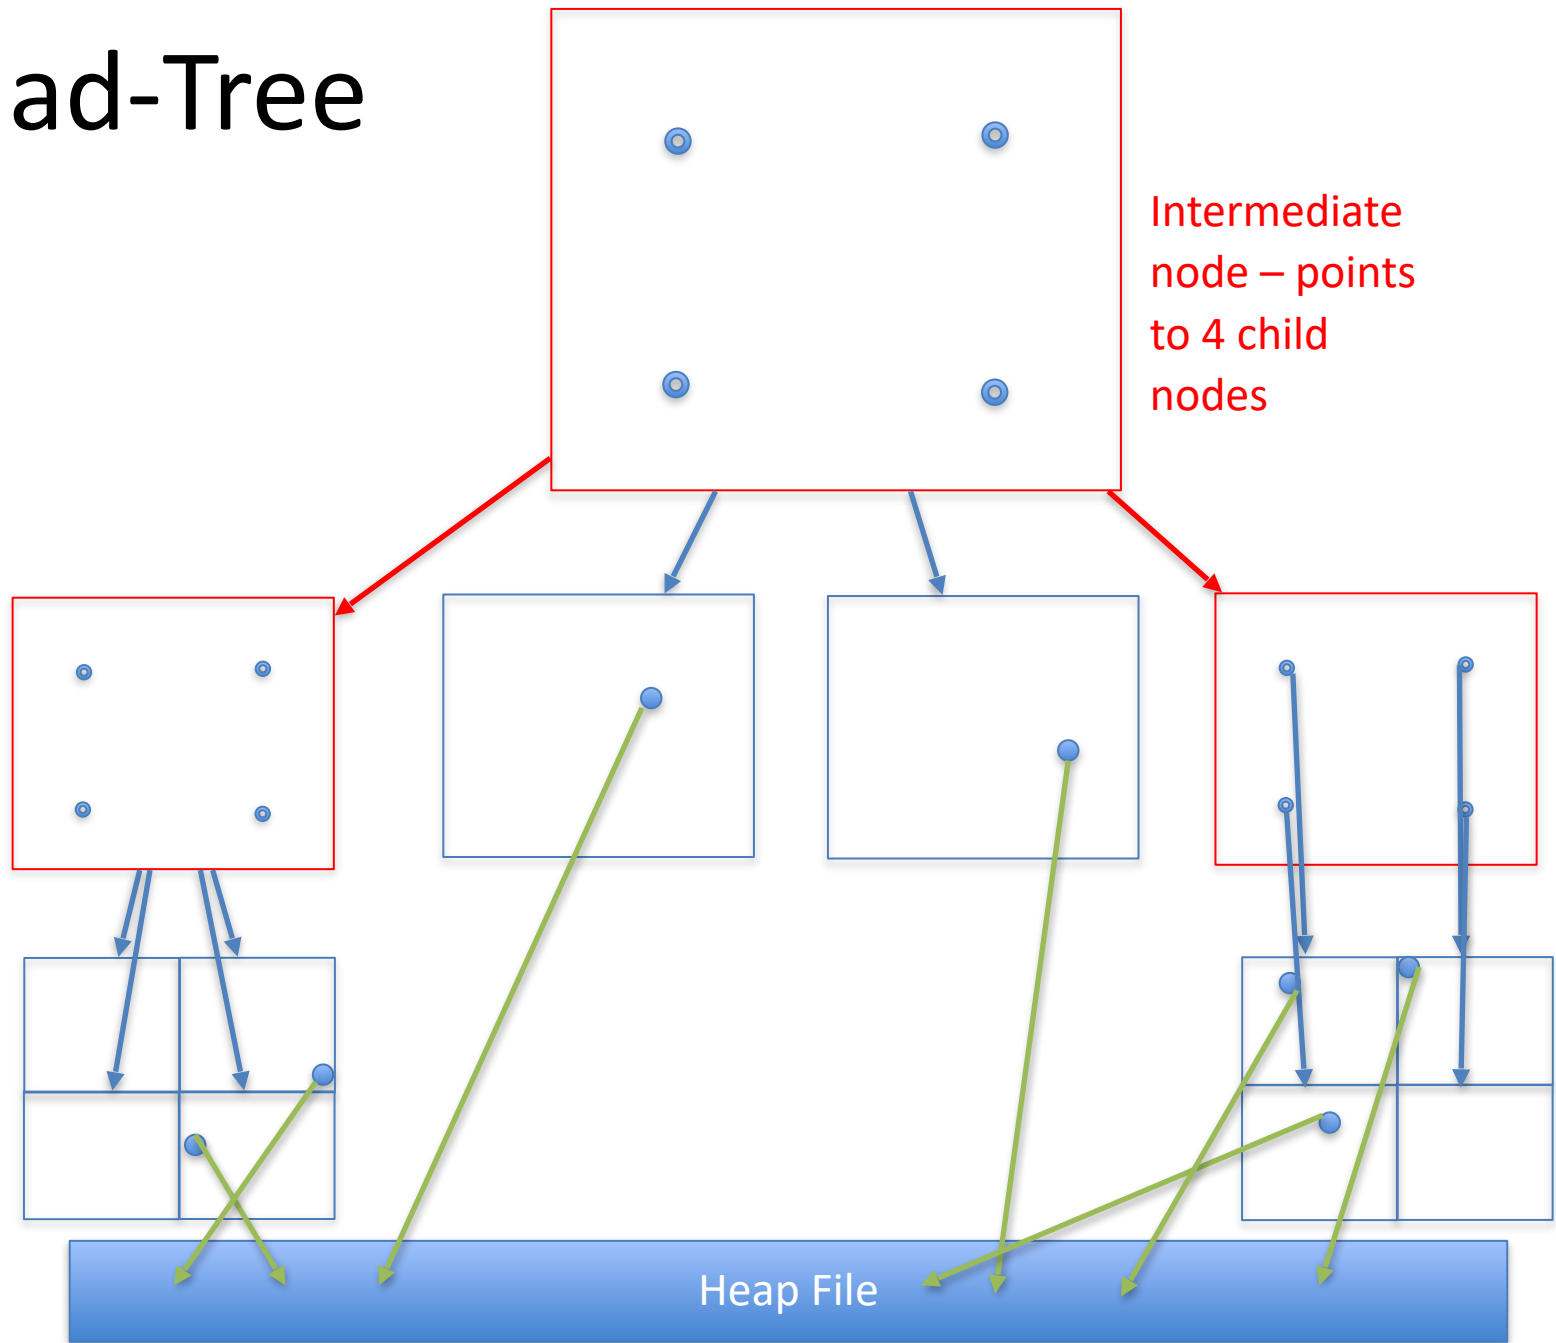 ad-Tree
Intermediate
node – points
to 4 child
nodes
Heap File